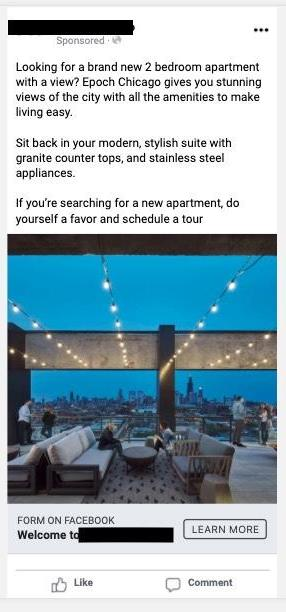 Sponsored ·
Looking for a brand new 2 bedroom apartment
with a view? Epoch Chicago gives you stunning
views of the city with all the amenities to make
living easy.
Sit back in your modern, stylish suite with
granite counter tops, and stainless steel
appliances.
If you're searching for a new apartment, do
yourself a favor and schedule a tour
FORM ON FACEBOOK
Welcome to
LEARN MORE
Like
Comment